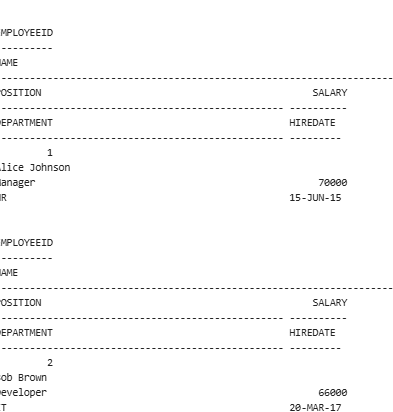 MPLOYEEID
----------
AME
--------------------------------------------------------------------
OSITION SALARY
-------------------------------------------------- ----------
EPARTMENT HIREDATE
-------------------------------------------------- ---------
1
lice Johnson
anager 70000
R 15-JUN-15
MPLOYEEID
----------
AME
--------------------------------------------------------------------
OSITION SALARY
-------------------------------------------------- ----------
EPARTMENT HIREDATE
-------------------------------------------------- ---------
2
ob Brown
eveloper 66000
T 20-MAR-17